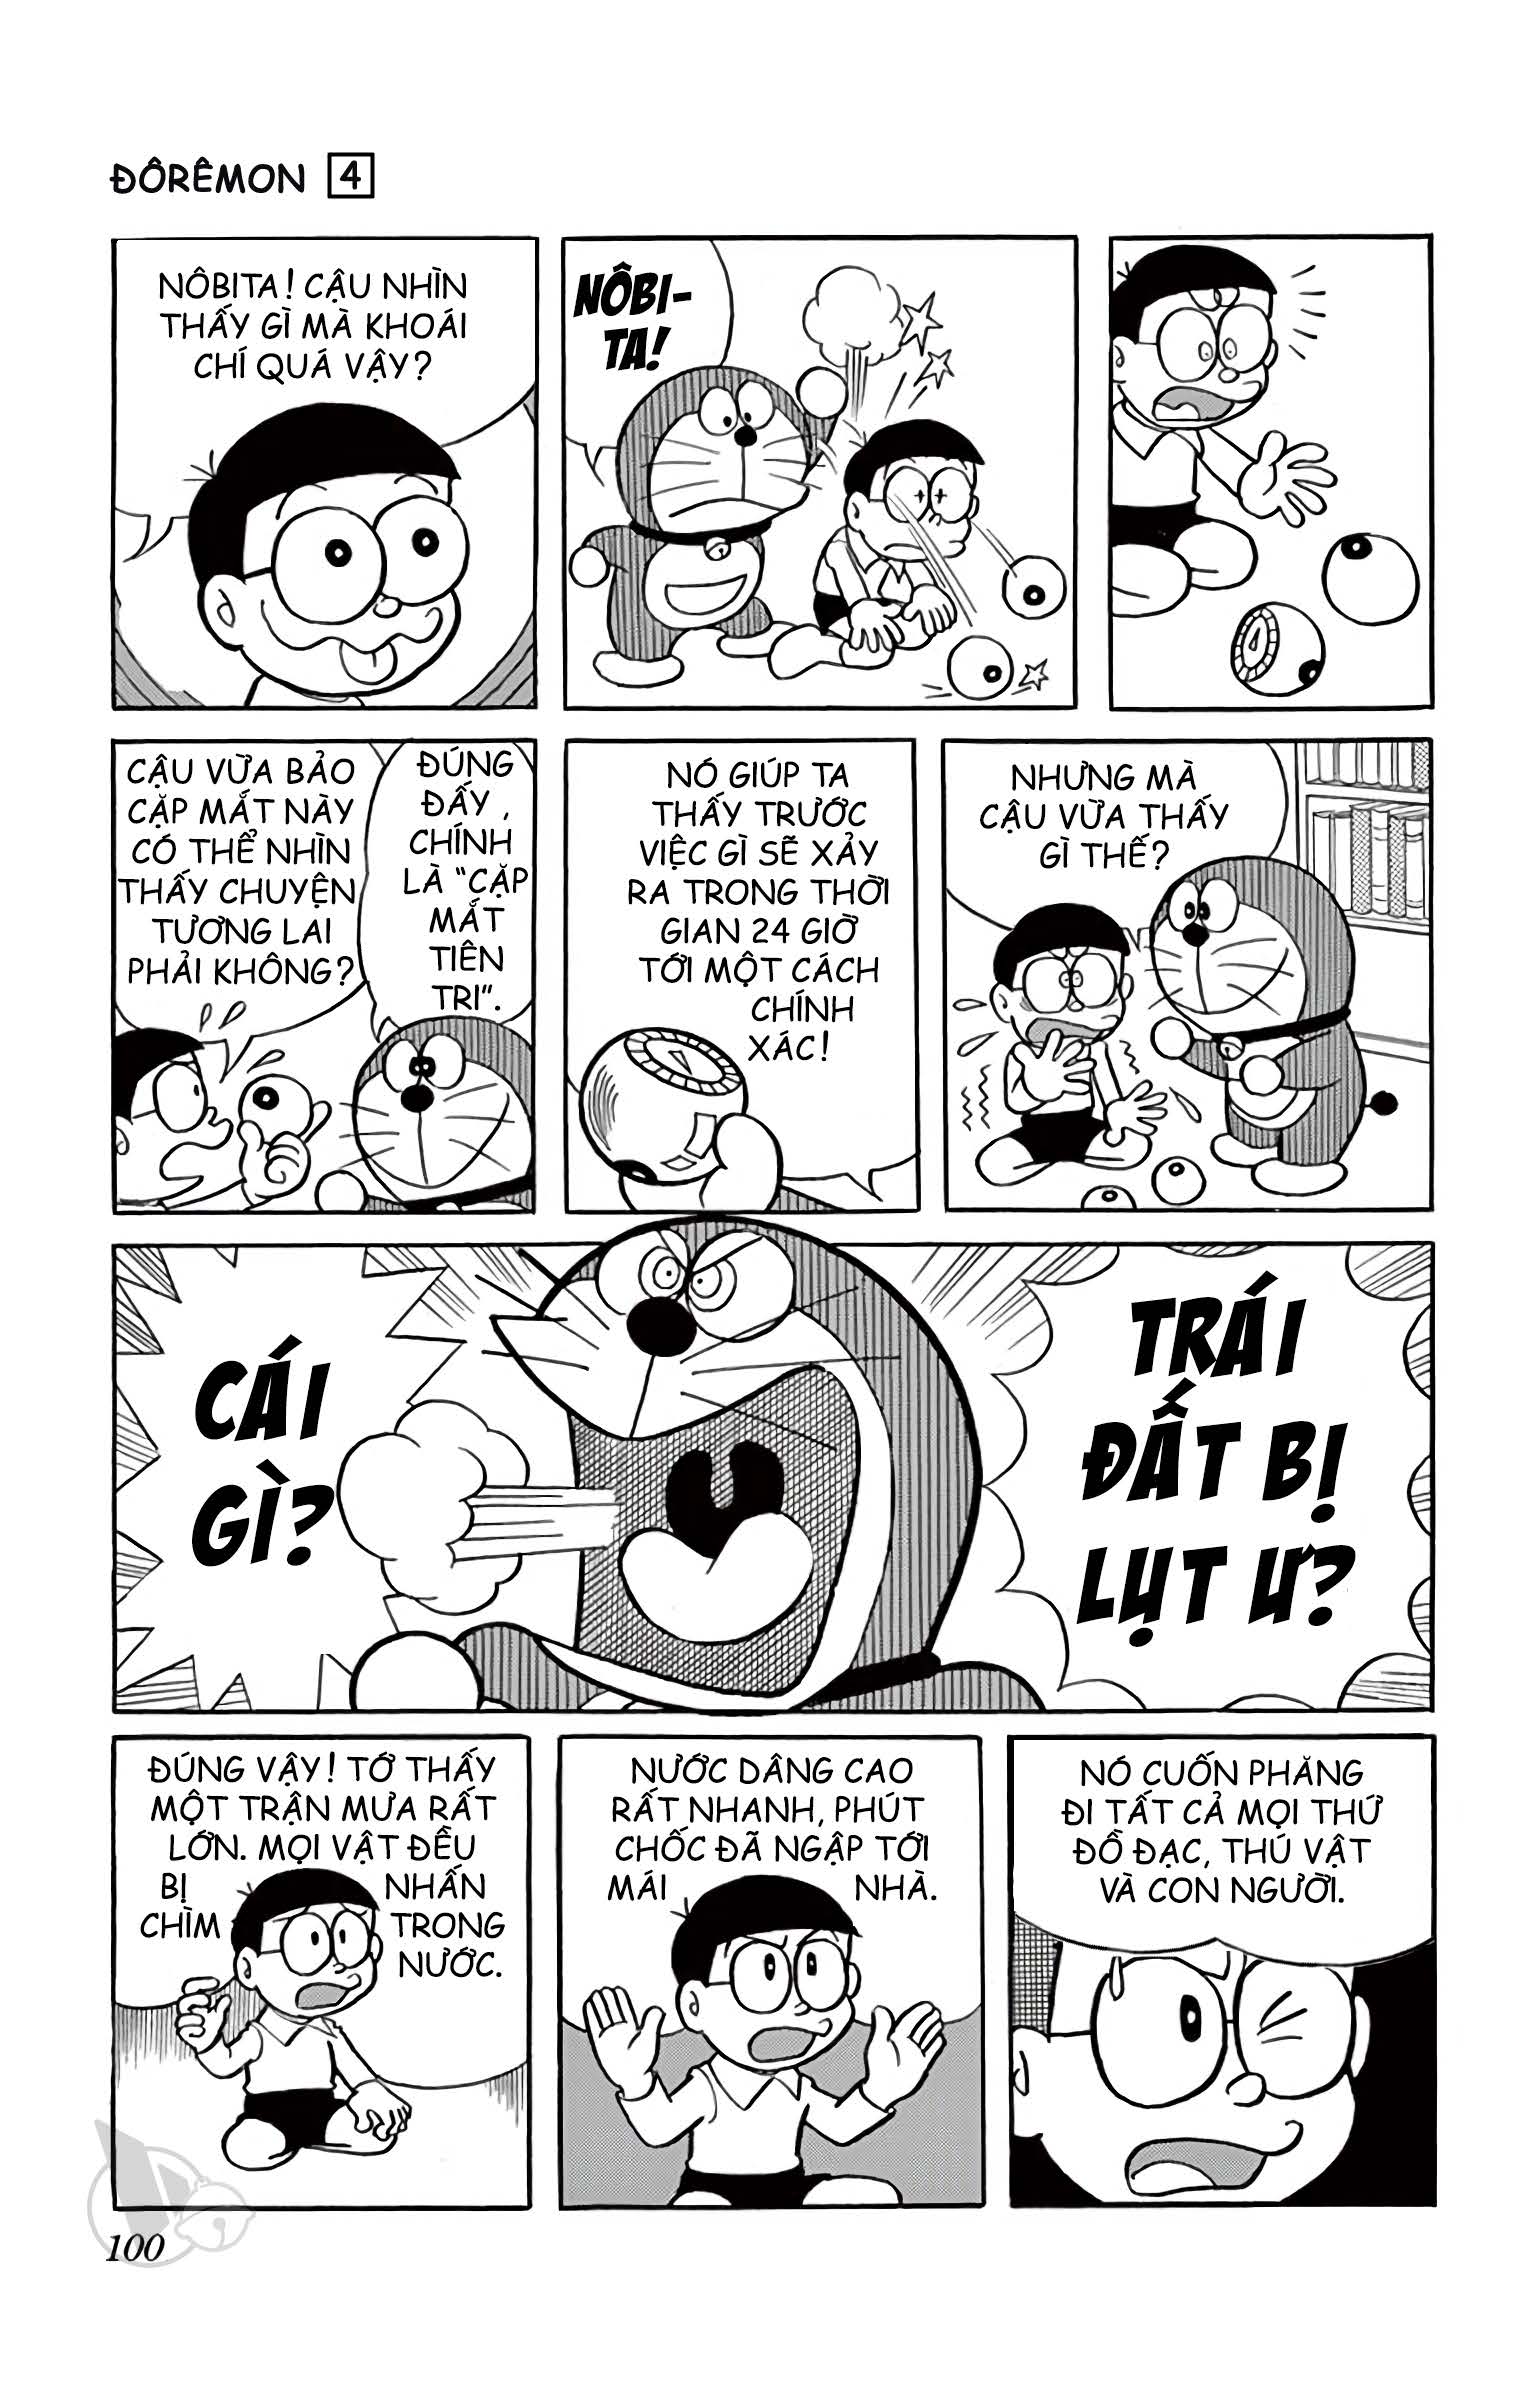 ĐÔRÊMON 4
NÔBITA! CẬU NHÌN
THẤY GÌ MÀ KHOÁI
CHÍ QUÁ VẬY?
NÔBI-
TA!
CẬU VỪA BẢO
CẶP MẮT NÀY
CÓ THỂ NHÌN
THẤY CHUYỆN
TƯƠNG LAI
PHẢI KHÔNG?
ĐÚNG
ĐẤY,
CHÍNH
LÀ "CẶP
MẮT
TIÊN
TRI".
NÓ GIÚP TA
THẤY TRƯỚC
VIỆC GÌ SẼ XẢY
RA TRONG THỜI
GIAN 24 GIỜ
TỚI MỘT CÁCH
CHÍNH
XÁC!
NHƯNG MÀ
CẬU VỪA THẤY
GÌ THẾ?
CÁI
GÌ?
TRÁI
ĐẤT BỊ
LỤT Ư?
ĐÚNG VẬY! TỚ THẤY
MỘT TRẬN MƯA RẤT
LỚN. MỌI VẬT ĐỀU
BỊ NHẤN
CHÌM TRONG
NƯỚC.
NƯỚC DÂNG CAO
RẤT NHANH, PHÚT
CHỐC ĐÃ NGẬP TỚI
MÁI NHÀ.
NÓ CUỐN PHĂNG
ĐI TẤT CẢ MỌI THỨ
ĐỒ ĐẠC, THÚ VẬT
VÀ CON NGƯỜI.
100